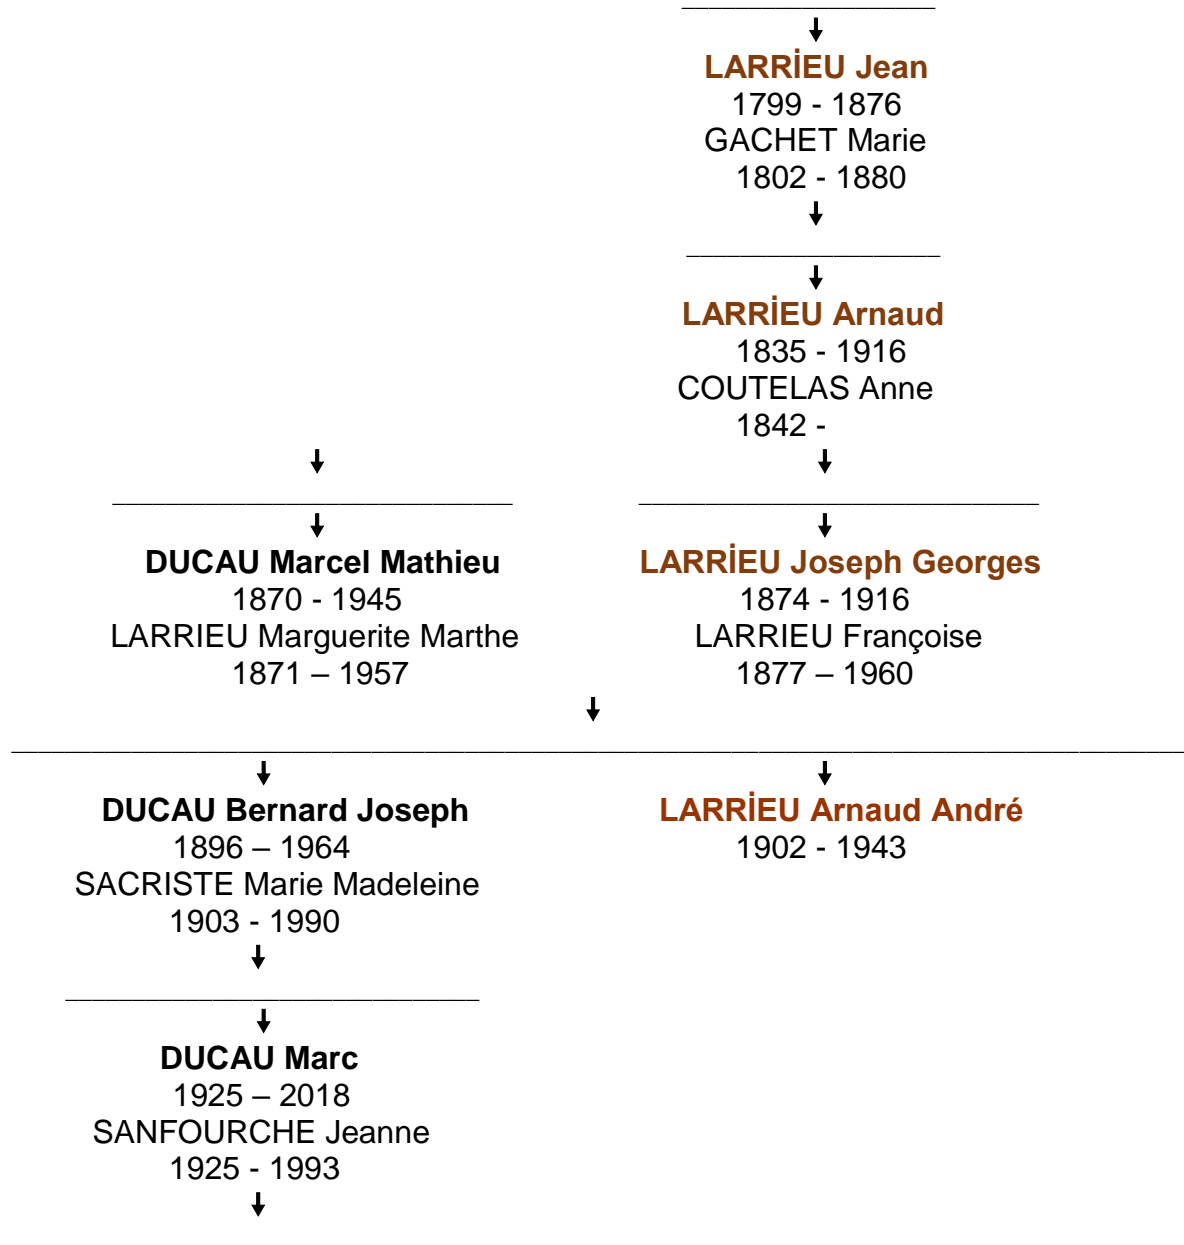 LARRİEU Jean
1799 - 1876
GACHET Marie
1802 - 1880
LARRİEU Arnaud
1835 - 1916
COUTELAS Anne
1842 -
DUCAU Marcel Mathieu
1870 - 1945
LARRIEU Marguerite Marthe
1871 – 1957
LARRİEU Joseph Georges
1874 - 1916
LARRIEU Françoise
1877 – 1960
DUCAU Bernard Joseph
1896 – 1964
SACRISTE Marie Madeleine
1903 - 1990
LARRİEU Arnaud André
1902 - 1943
DUCAU Marc
1925 – 2018
SANFOURCHE Jeanne
1925 - 1993